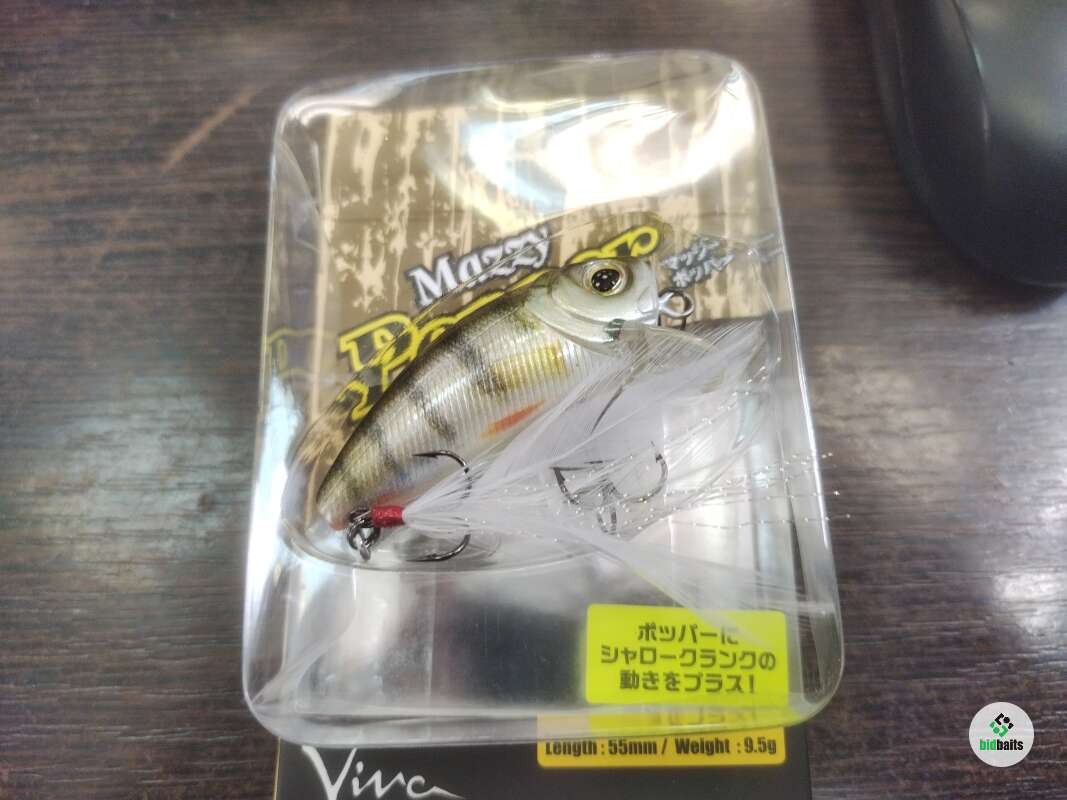 Mazzy
マッジー
ポッパー
ポッパーに
シャロークランクの
動きをプラス!
Length : 55mm / Weight : 9.5g
Viva
bidbaits